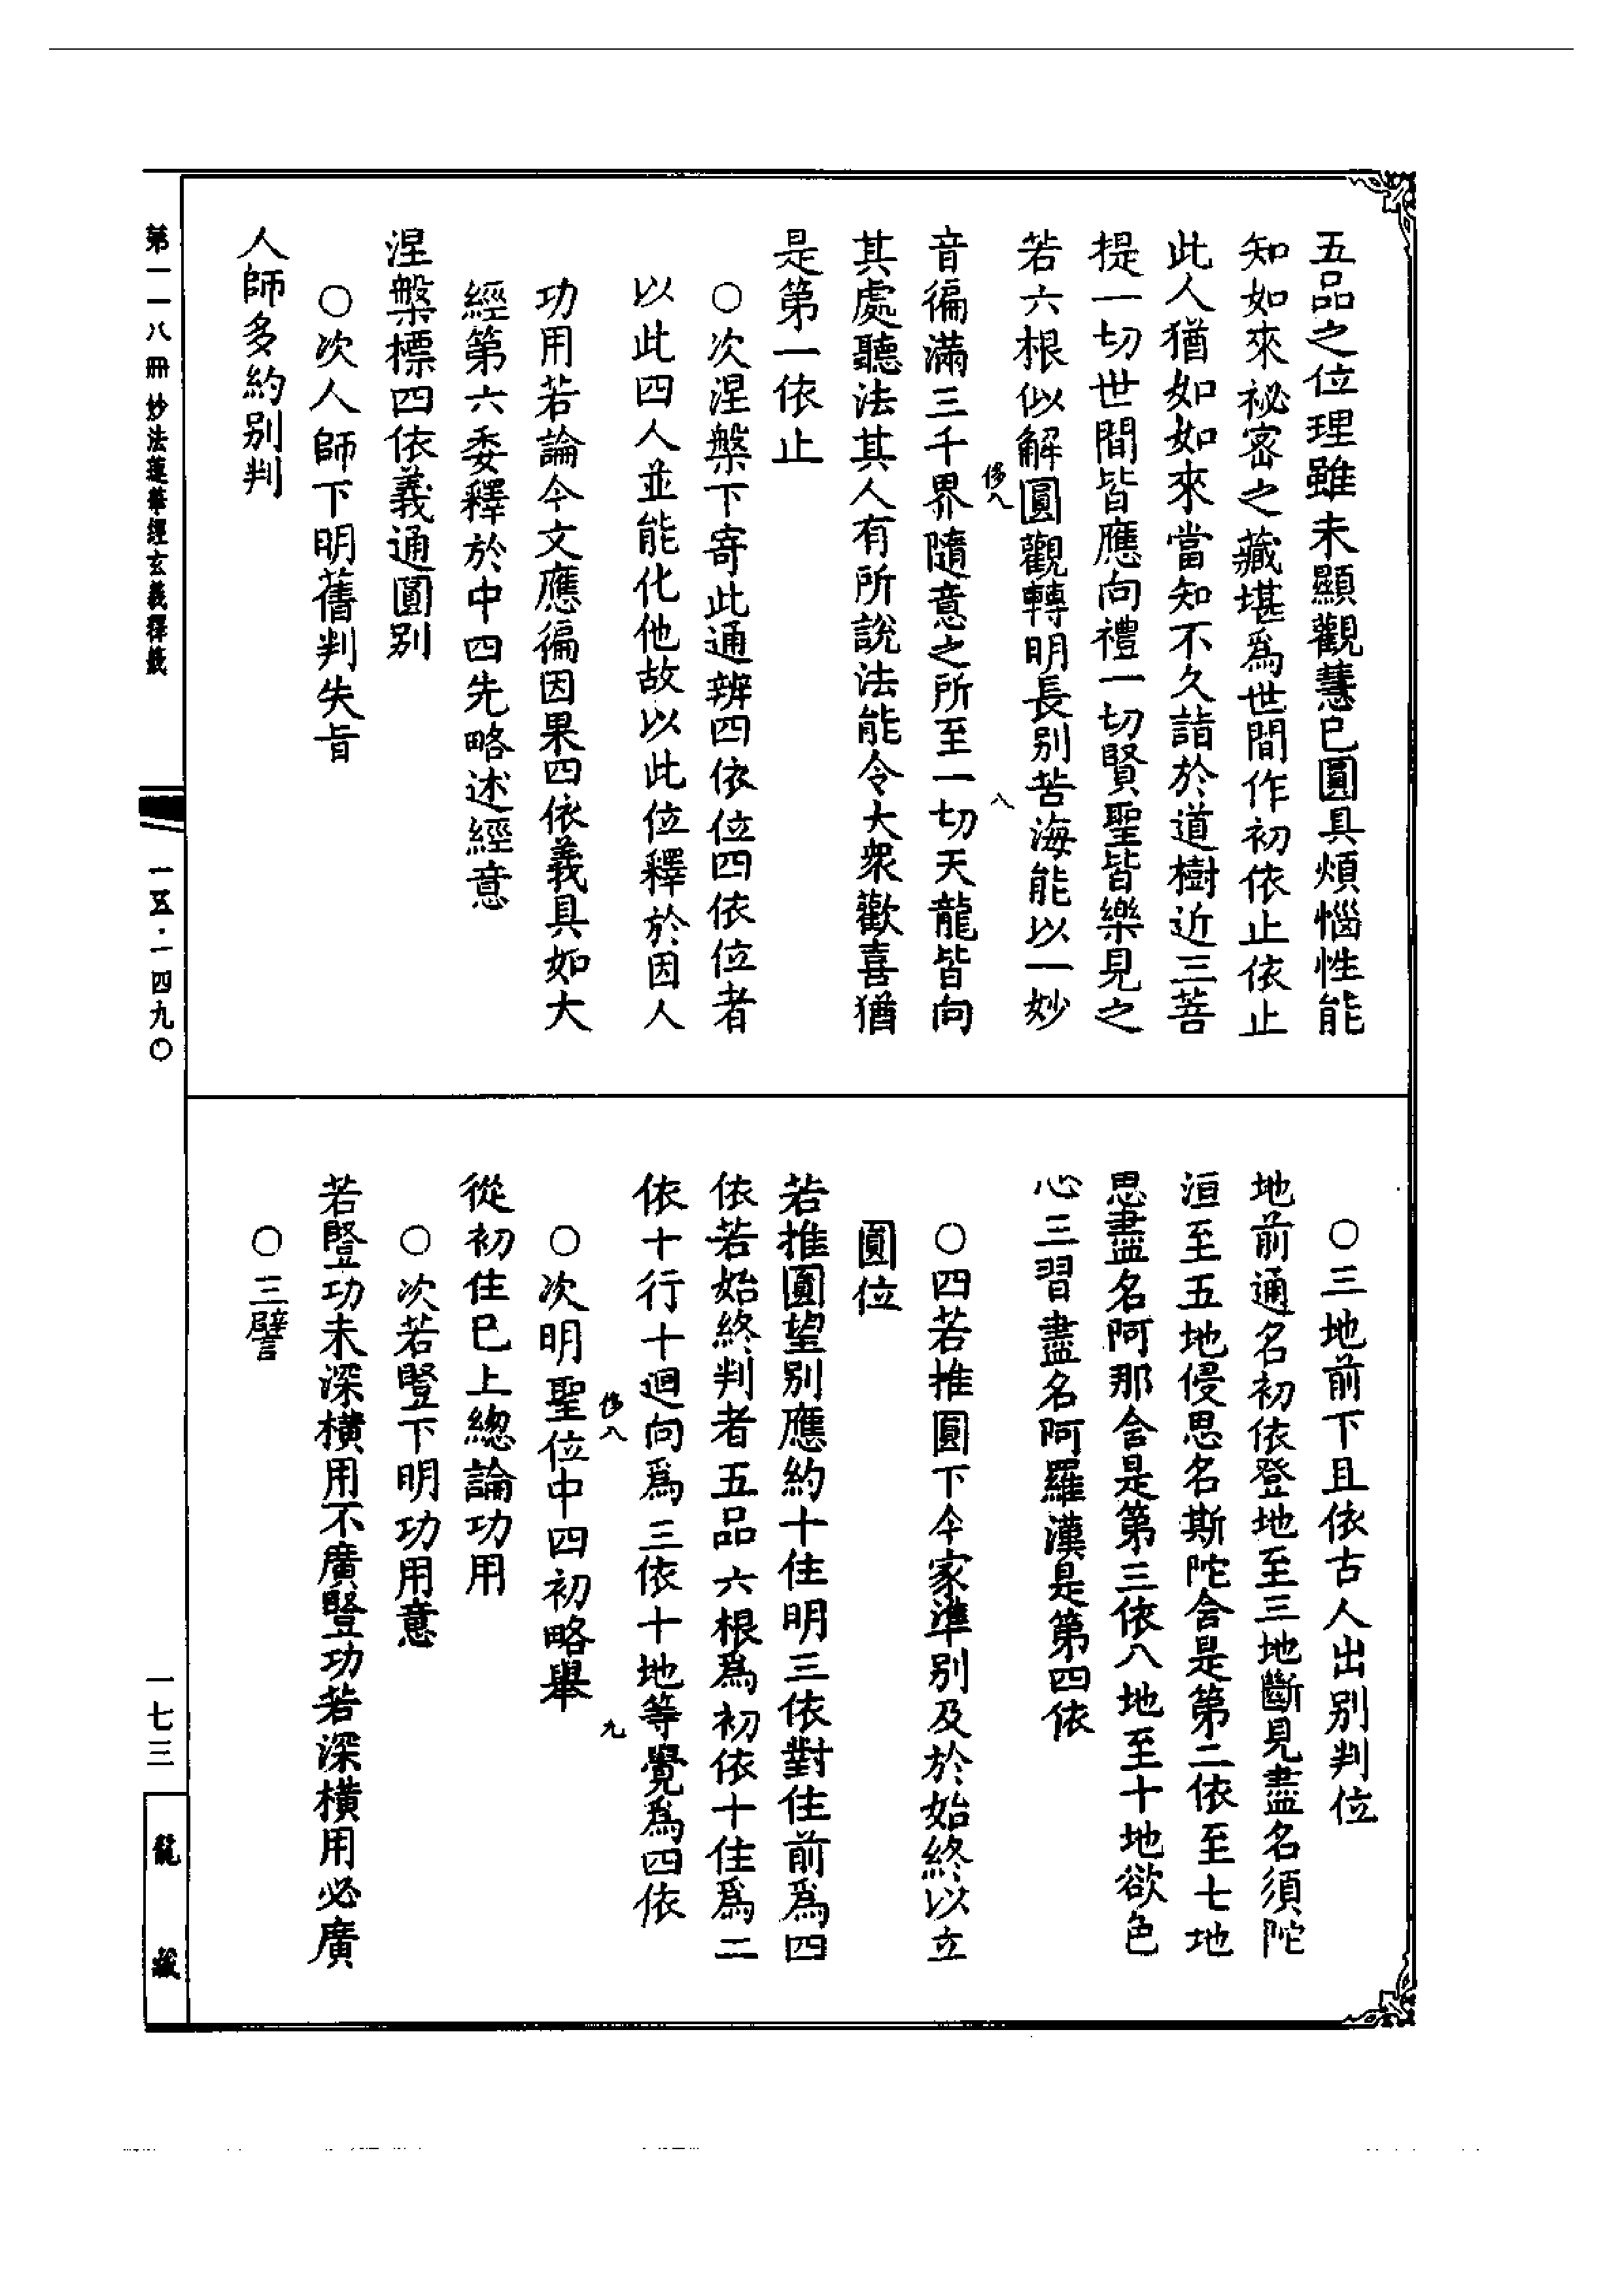 五品之位理雖未顯觀慧已圓具煩惱性能
知如來祕密之藏堪爲世間作初依止依止
此人猶如如來當知不久詣於道樹近三菩
提一切世間皆應向禮一切賢聖皆樂見之
若六根似解圓觀轉明長別苦海能以一妙
音徧滿三千界隨意之所至一切天龍皆向
其處聽法其人有所說法能令大衆歡喜猶
是第一依止
○次涅槃下寄此通辨四依位四依位者
以此四人並能化他故以此位釋於因人
功用若論今文應徧因果四依義具如大
經第六委釋於中四先略述經意
涅槃標四依義通圓別
○次人師下明舊判失旨
人師多約別判
○三地前下且依古人出別判位
地前通名初依登地至三地斷見盡名須陀
洹至五地侵思名斯陀含是第二依至七地
思盡名阿那含是第三依八地至十地欲色
心三習盡名阿羅漢是第四依
○四若推圓下今家準別及於始終以立
圓位
若推圓望別應約十住明三依對住前爲四
依若始終判者五品六根爲初依十住爲二
依十行十迴向爲三依十地等覺爲四依
○次明聖位中四初略舉
從初住已上總論功用
○次若豎下明功用意
若豎功未深橫用不廣豎功若深橫用必廣
○三譬
八
九
第一一八冊 妙法蓮華經玄義釋籤
一五·一四九〇
一七三
龍藏